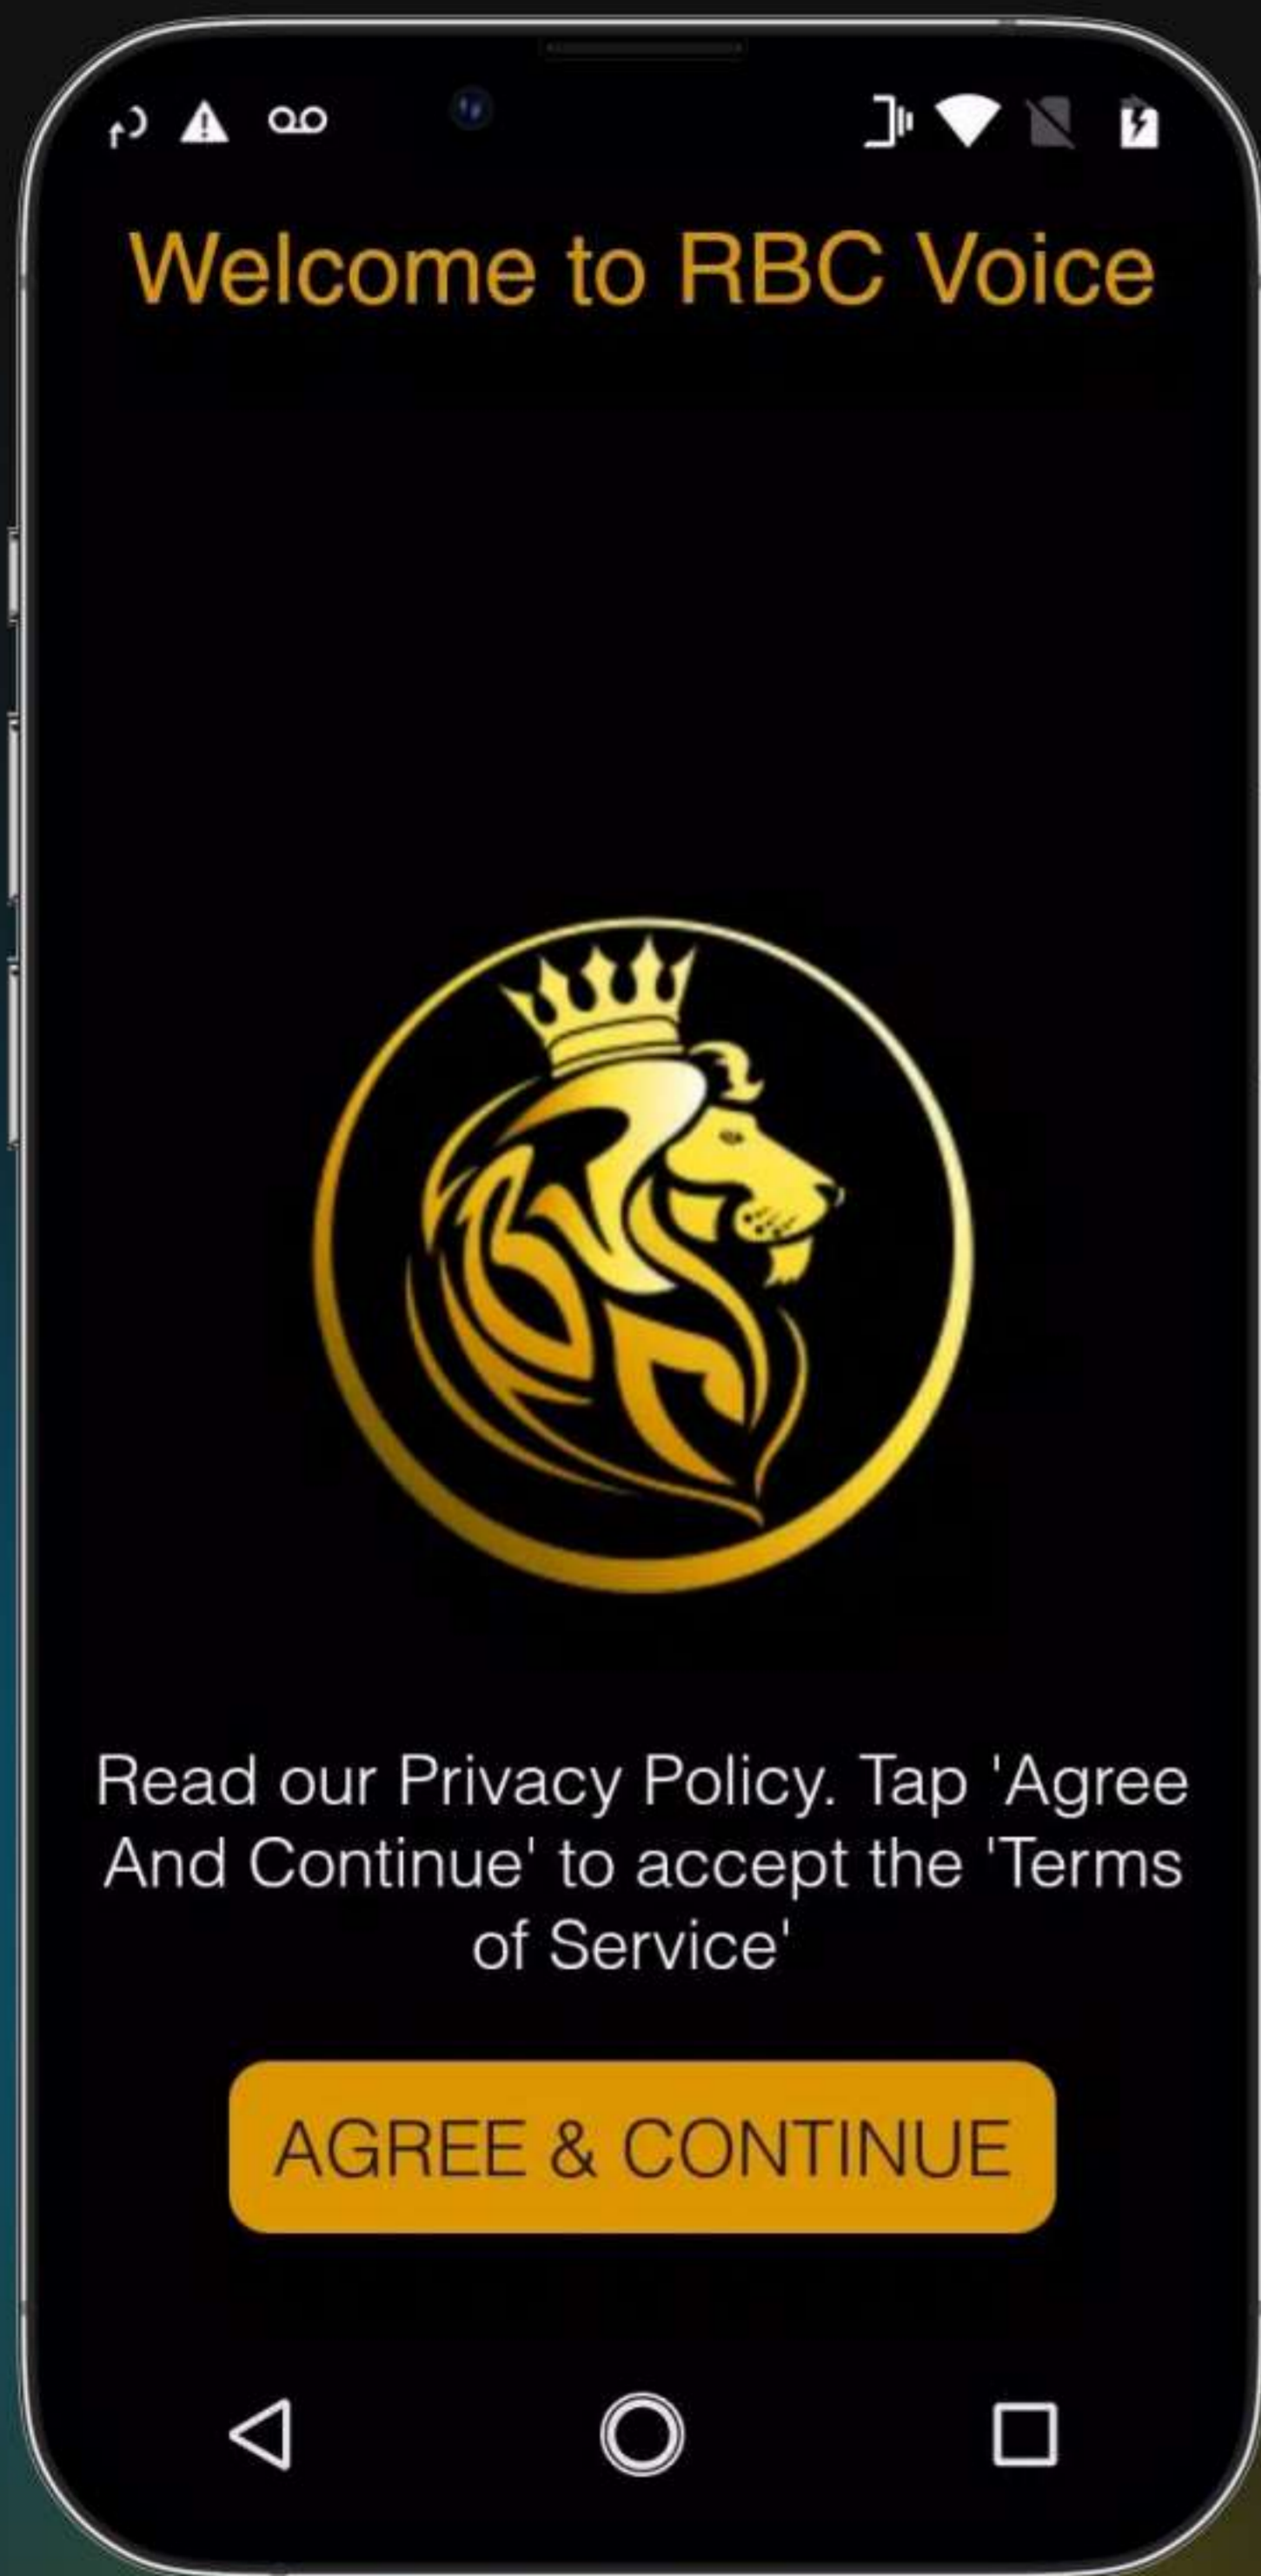 Welcome to RBC Voice
Read our Privacy Policy. Tap 'Agree
And Continue' to accept the 'Terms
of Service'
AGREE & CONTINUE